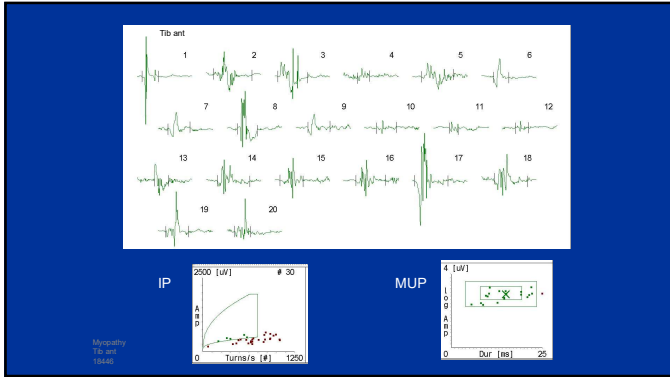 Tib ant
1 2 3 4 5 6
7 8 9 10 11 12
13 14 15 16 17 18
19 20
IP
2500 [uV] # 30
Amp
0 Turns/s [#] 1250
MUP
4 [uV]
log Amp
0 Dur [ms] 25
Myopathy
Tib ant
18446